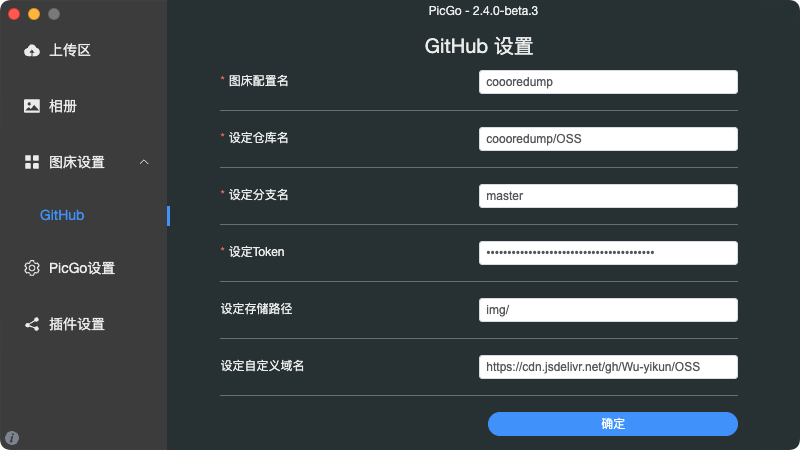 PicGo - 2.4.0-beta.3
上传区
相册
图床设置
GitHub
PicGo设置
插件设置
GitHub 设置
* 图床配置名
coooredump
* 设定仓库名
coooredump/OSS
* 设定分支名
master
* 设定Token
••••••••••••••••••••••••••••••••••••••••
设定存储路径
img/
设定自定义域名
https://cdn.jsdelivr.net/gh/Wu-yikun/OSS
确定